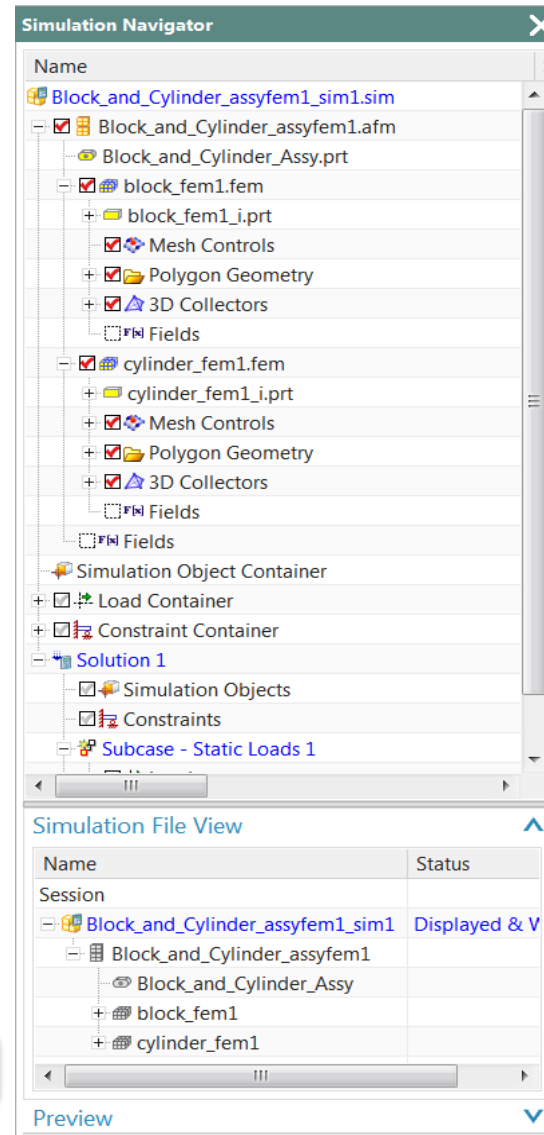 Simulation Navigator
Name
Block_and_Cylinder_assyfem1_sim1.sim
Block_and_Cylinder_assyfem1.afm
Block_and_Cylinder_Assy.prt
block_fem1.fem
block_fem1_i.prt
Mesh Controls
Polygon Geometry
3D Collectors
F(x) Fields
cylinder_fem1.fem
cylinder_fem1_i.prt
Mesh Controls
Polygon Geometry
3D Collectors
F(x) Fields
F(x) Fields
Simulation Object Container
Load Container
Constraint Container
Solution 1
Simulation Objects
Constraints
Subcase - Static Loads 1
Simulation File View
Name Status
Session
Block_and_Cylinder_assyfem1_sim1 Displayed & W
Block_and_Cylinder_assyfem1
Block_and_Cylinder_Assy
block_fem1
cylinder_fem1
Preview